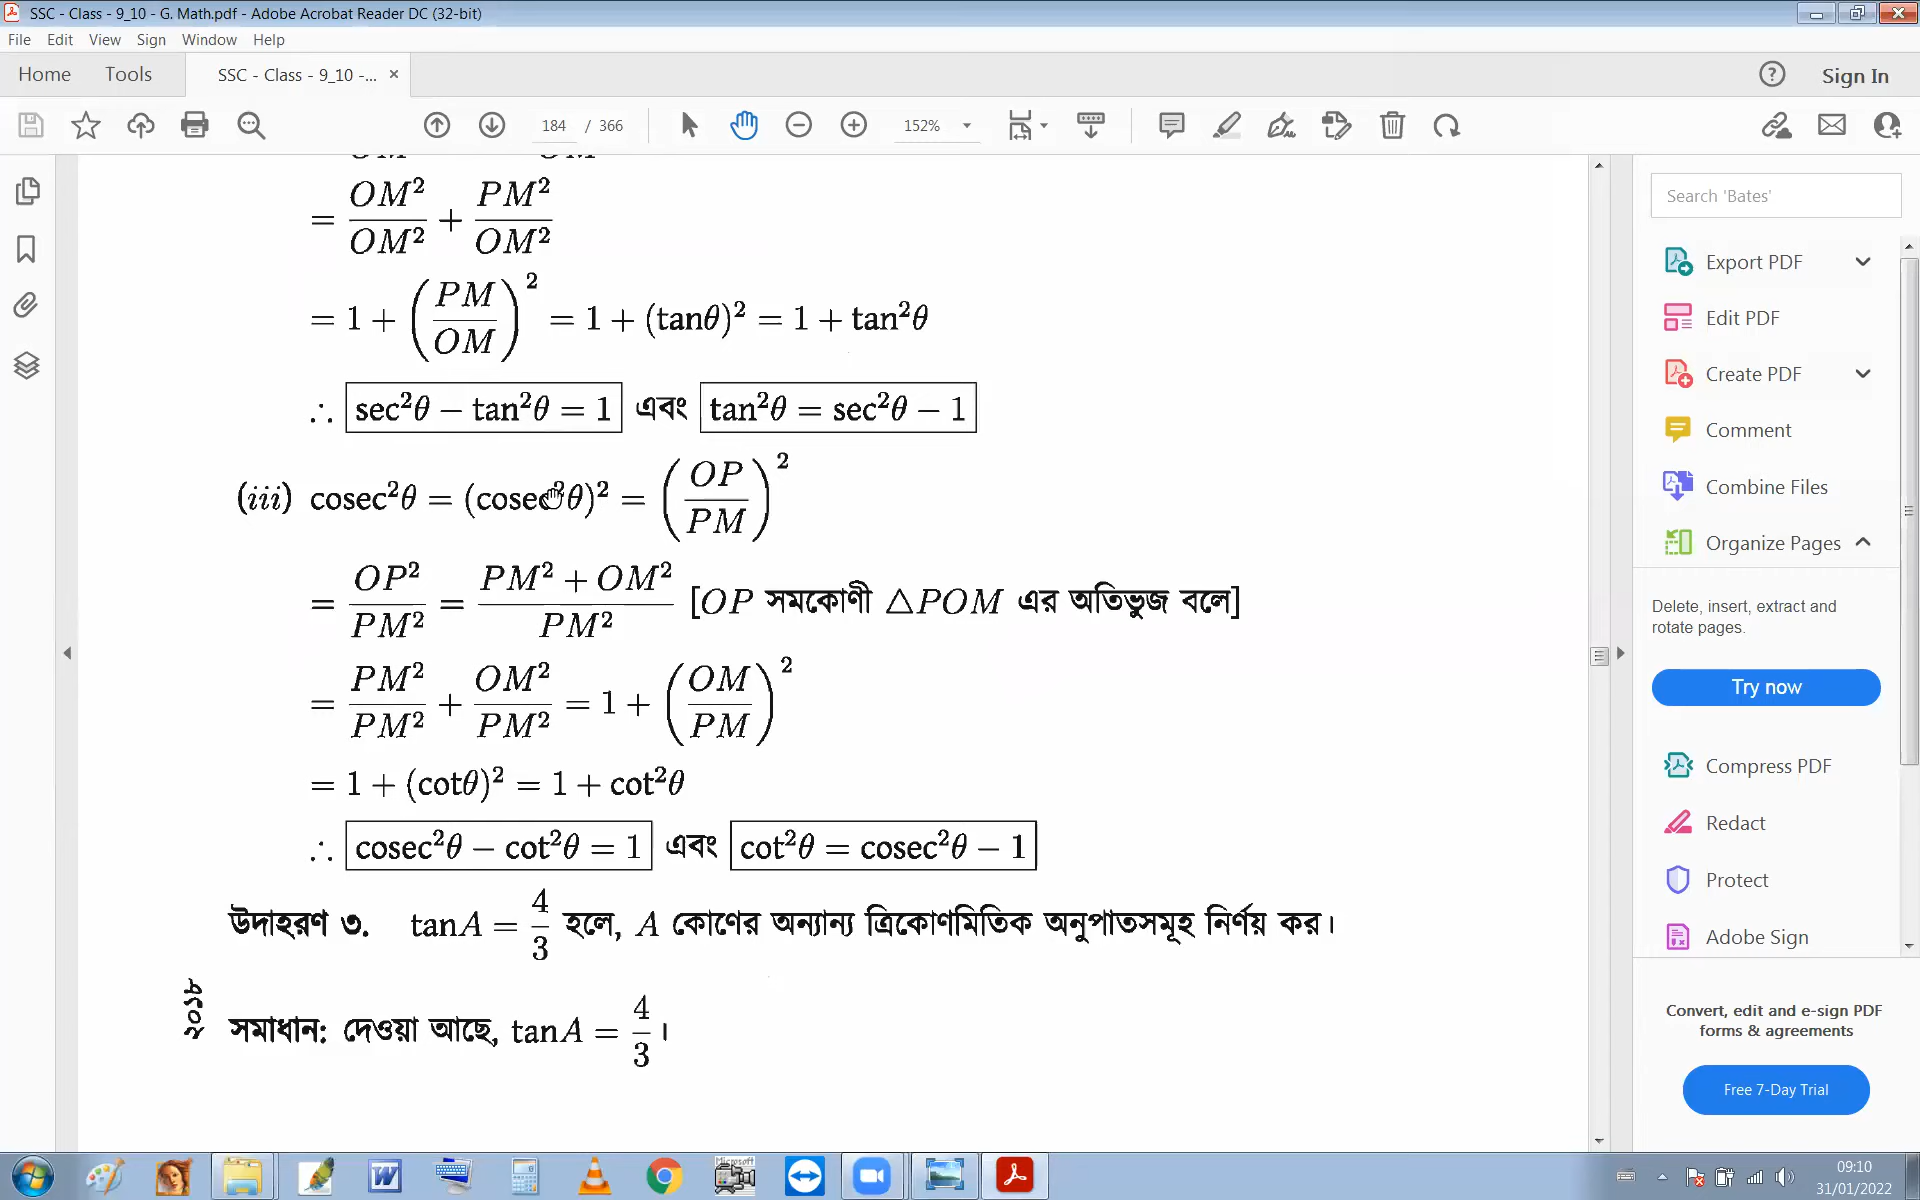 SSC - Class - 9_10 - G. Math.pdf - Adobe Acrobat Reader DC (32-bit)
File Edit View Sign Window Help
Home Tools SSC - Class - 9_10 -... × Sign In
184 / 366 152%
= OM²/OM² + PM²/OM²
= 1 + (PM/OM)² = 1 + (tanθ)² = 1 + tan²θ
∴ sec²θ − tan²θ = 1 এবং tan²θ = sec²θ − 1
(iii) cosec²θ = (cosec²θ)² = (OP/PM)²
= OP²/PM² = PM² + OM²/PM² [OP সমকোণী △POM এর অতিভুজ বলে]
= PM²/PM² + OM²/PM² = 1 + (OM/PM)²
= 1 + (cotθ)² = 1 + cot²θ
∴ cosec²θ − cot²θ = 1 এবং cot²θ = cosec²θ − 1
উদাহরণ ৩. tanA = 4/3 হলে, A কোণের অন্যান্য ত্রিকোণমিতিক অনুপাতসমূহ নির্ণয় কর।
২০১৮
সমাধান: দেওয়া আছে, tanA = 4/3।
Search 'Bates'
Export PDF
Edit PDF
Create PDF
Comment
Combine Files
Organize Pages
Delete, insert, extract and
rotate pages.
Try now
Compress PDF
Redact
Protect
Adobe Sign
Convert, edit and e-sign PDF
forms & agreements
Free 7-Day Trial
09:10
31/01/2022